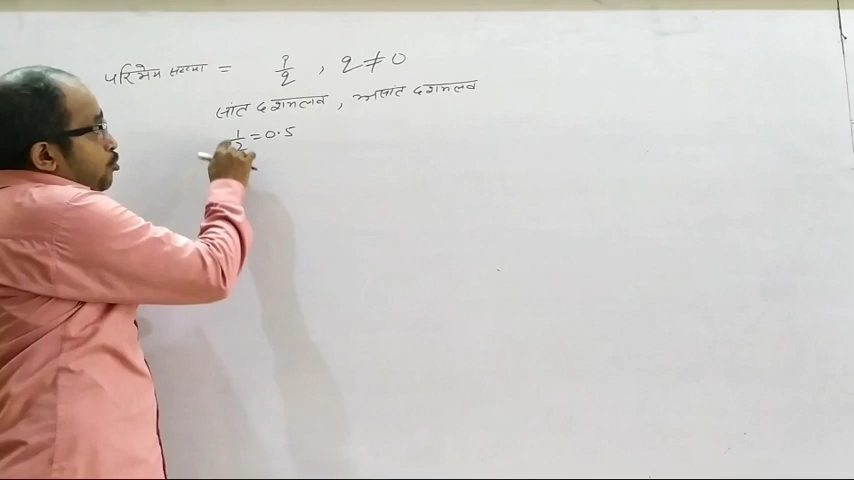 परिमेय संख्या = p/q , q ≠ 0
सांत दशमलव , असांत दशमलव
1/2 = 0.5